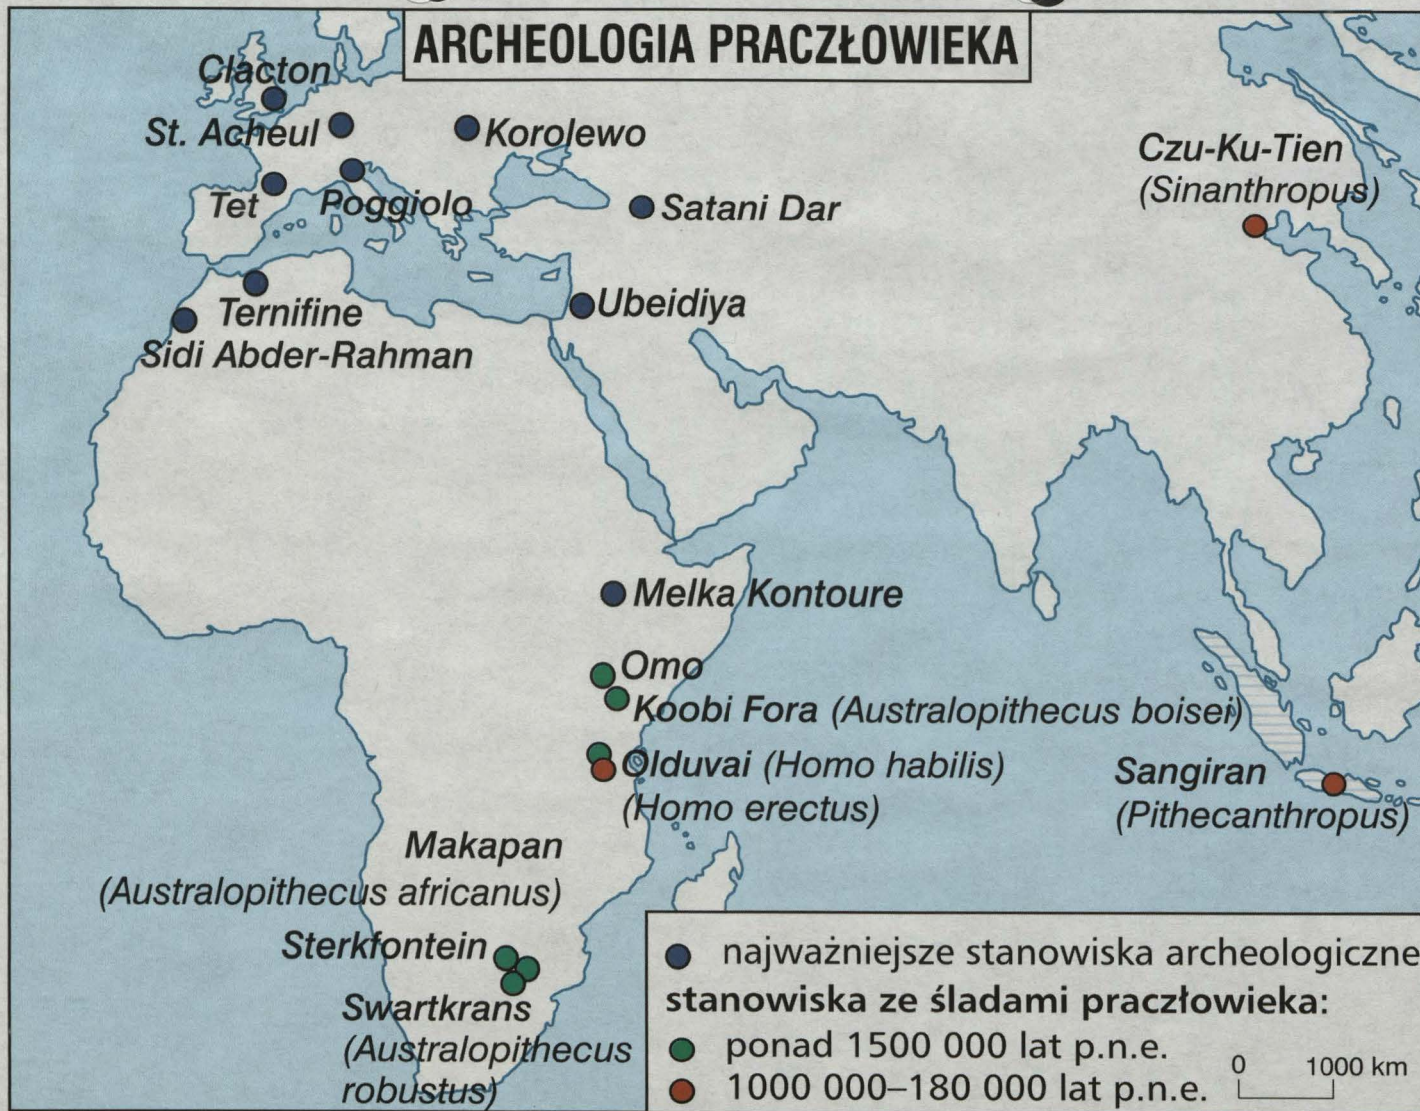 ARCHEOLOGIA PRACZŁOWIEKA
Clacton
St. Acheul
Korolewo
Czu-Ku-Tien
(Sinanthropus)
Tet
Poggiolo
Satani Dar
Ternifine
Ubeidiya
Sidi Abder-Rahman
Melka Kontoure
Omo
Koobi Fora (Australopithecus boisei)
Olduvai (Homo habilis)
(Homo erectus)
Sangiran
(Pithecanthropus)
Makapan
(Australopithecus africanus)
Sterkfontein
Swartkrans
(Australopithecus
robustus)
najważniejsze stanowiska archeologiczne
stanowiska ze śladami praczłowieka:
ponad 1500 000 lat p.n.e.
1000 000–180 000 lat p.n.e.
0 1000 km